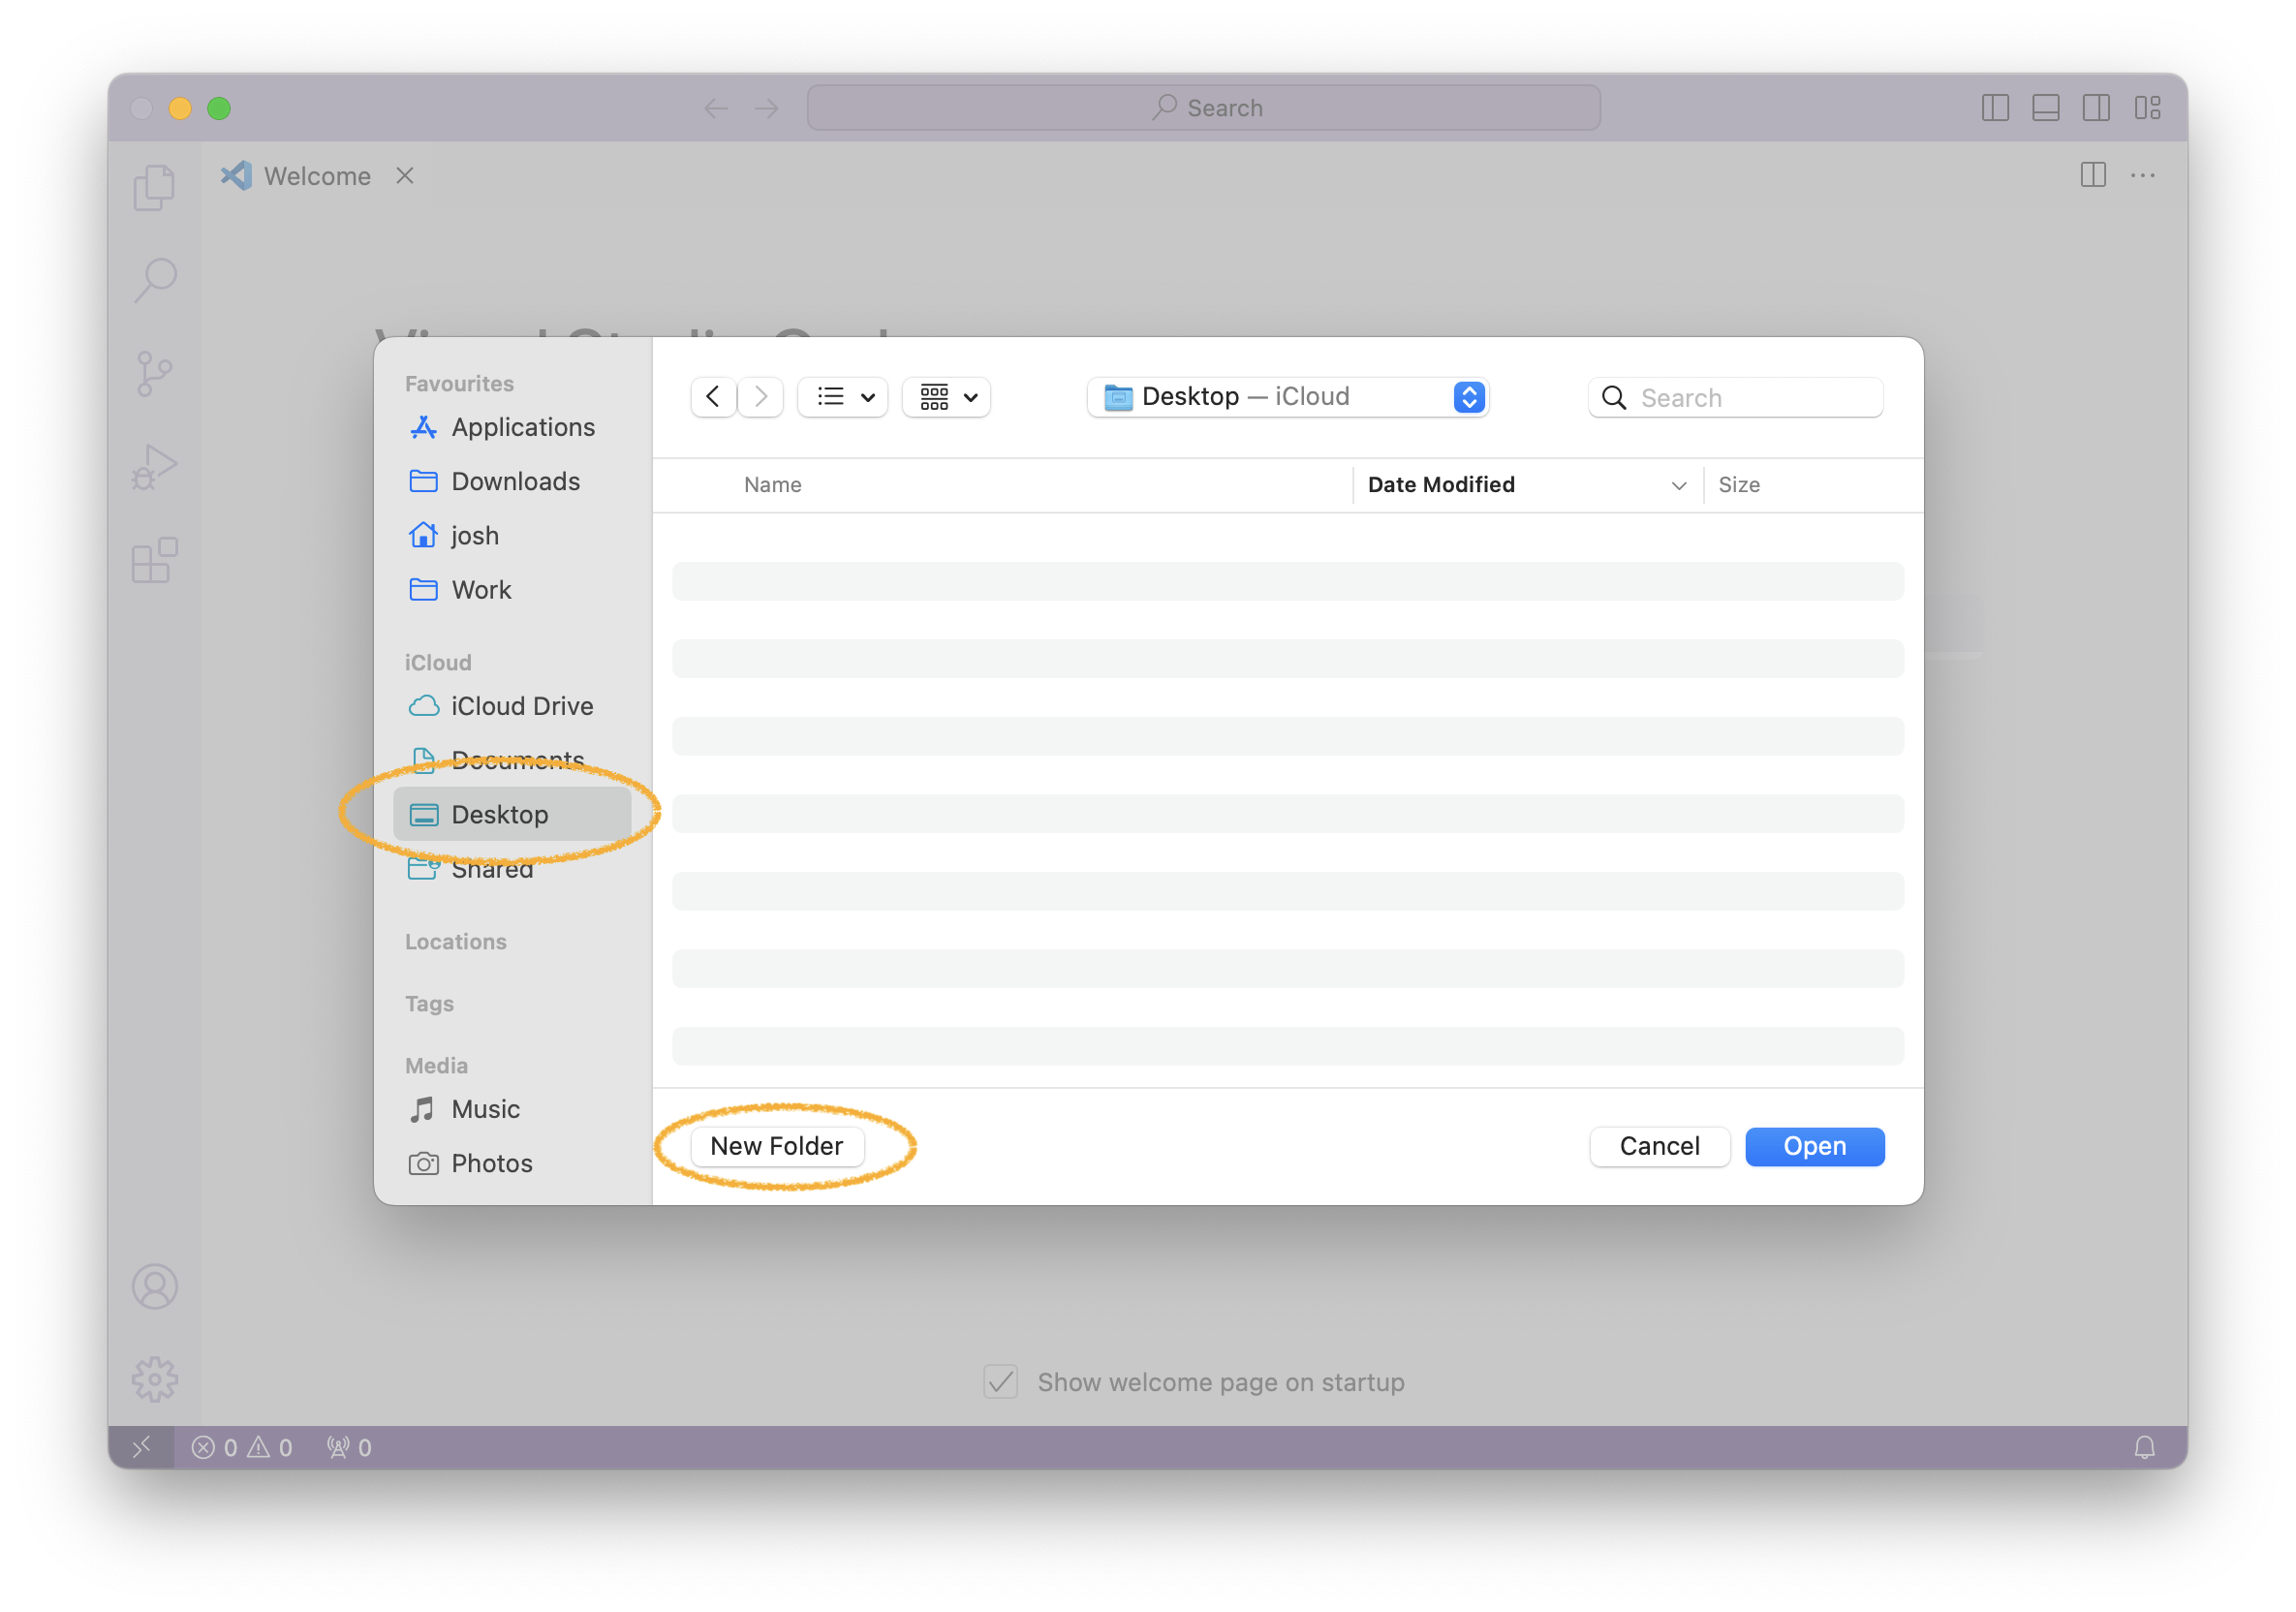 Search
Welcome
Favourites
Applications
Downloads
josh
Work
iCloud
iCloud Drive
Documents
Desktop
Shared
Locations
Tags
Media
Music
Photos
Desktop — iCloud
Search
Name Date Modified Size
New Folder Cancel Open
Show welcome page on startup
0 0 0